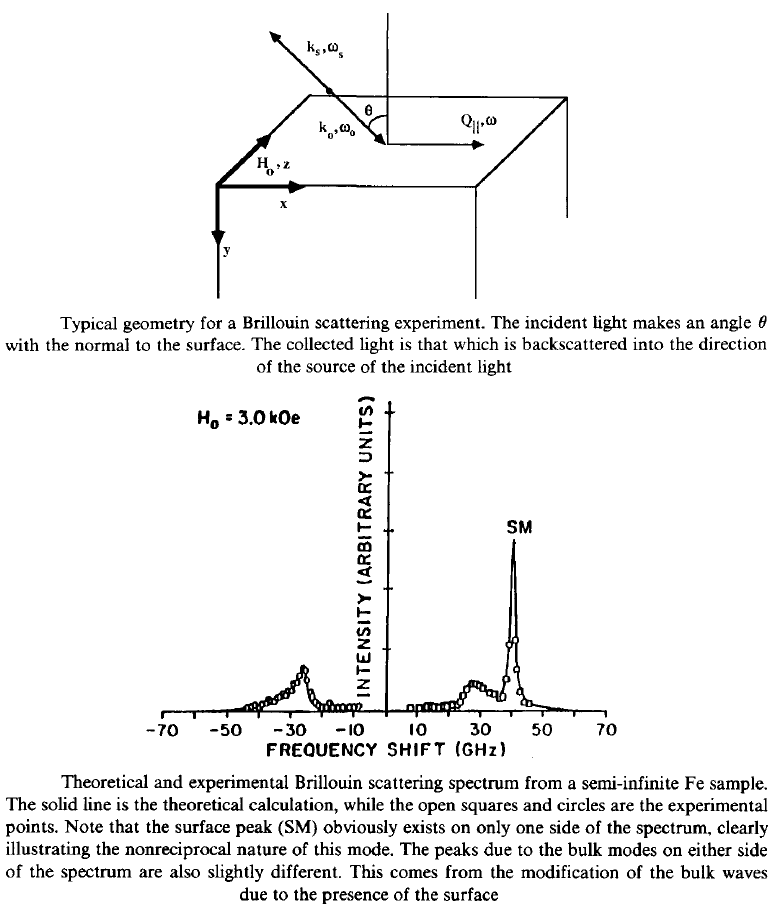 kₛ,ωₛ
θ
kₒ,ωₒ
Q||,ω
Hₒ,z
x
y
Typical geometry for a Brillouin scattering experiment. The incident light makes an angle θ
with the normal to the surface. The collected light is that which is backscattered into the direction
of the source of the incident light
H₀ = 3.0 kOe
INTENSITY (ARBITRARY UNITS)
SM
-70 -50 -30 -10 10 30 50 70
FREQUENCY SHIFT (GHz)
Theoretical and experimental Brillouin scattering spectrum from a semi-infinite Fe sample.
The solid line is the theoretical calculation, while the open squares and circles are the experimental
points. Note that the surface peak (SM) obviously exists on only one side of the spectrum, clearly
illustrating the nonreciprocal nature of this mode. The peaks due to the bulk modes on either side
of the spectrum are also slightly different. This comes from the modification of the bulk waves
due to the presence of the surface